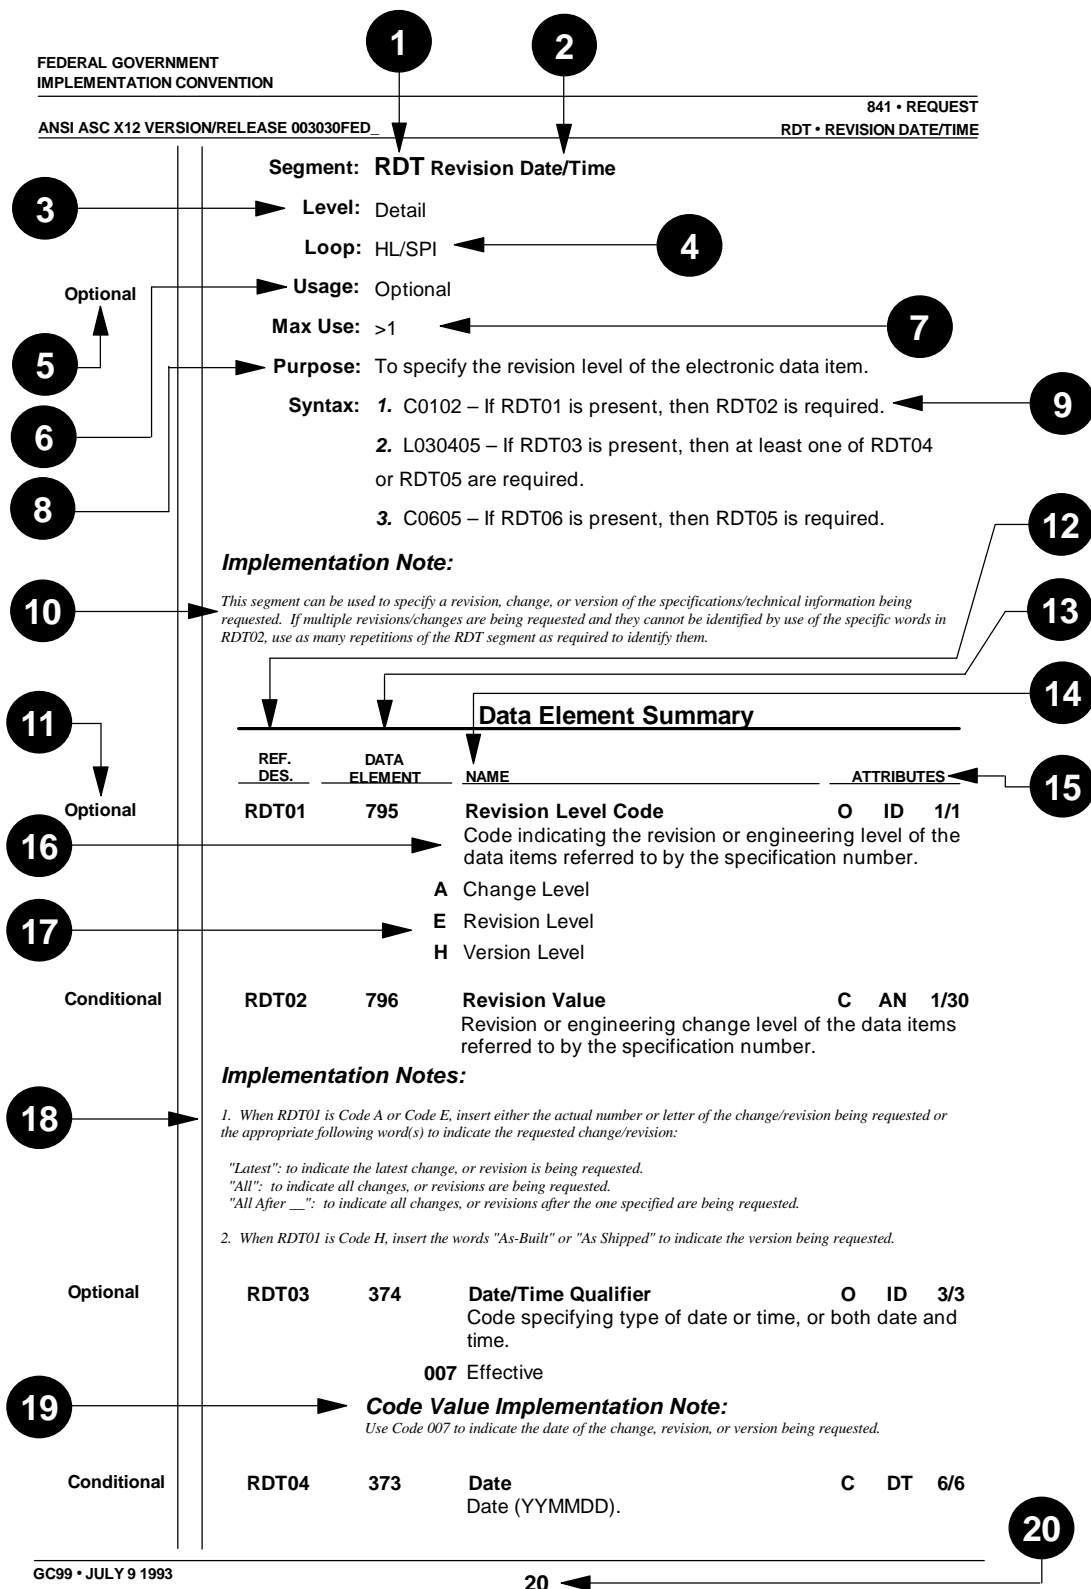 1
2
FEDERAL GOVERNMENT
IMPLEMENTATION CONVENTION
841 • REQUEST
ANSI ASC X12 VERSION/RELEASE 003030FED_
RDT • REVISION DATE/TIME
Segment: RDT Revision Date/Time
3
Level: Detail
Loop: HL/SPI
4
Optional
Usage: Optional
Max Use: >1
7
5
Purpose: To specify the revision level of the electronic data item.
Syntax: 1. C0102 – If RDT01 is present, then RDT02 is required.
9
6
2. L030405 – If RDT03 is present, then at least one of RDT04
or RDT05 are required.
8
3. C0605 – If RDT06 is present, then RDT05 is required.
12
Implementation Note:
10
This segment can be used to specify a revision, change, or version of the specifications/technical information being
requested. If multiple revisions/changes are being requested and they cannot be identified by use of the specific words in
RDT02, use as many repetitions of the RDT segment as required to identify them.
13
14
11
Data Element Summary
REF. DATA
DES. ELEMENT NAME ATTRIBUTES
15
Optional RDT01 795 Revision Level Code O ID 1/1
16
Code indicating the revision or engineering level of the
data items referred to by the specification number.
A Change Level
17
E Revision Level
H Version Level
Conditional RDT02 796 Revision Value C AN 1/30
Revision or engineering change level of the data items
referred to by the specification number.
Implementation Notes:
18
1. When RDT01 is Code A or Code E, insert either the actual number or letter of the change/revision being requested or
the appropriate following word(s) to indicate the requested change/revision:
"Latest": to indicate the latest change, or revision is being requested.
"All": to indicate all changes, or revisions are being requested.
"All After __": to indicate all changes, or revisions after the one specified are being requested.
2. When RDT01 is Code H, insert the words "As-Built" or "As Shipped" to indicate the version being requested.
Optional RDT03 374 Date/Time Qualifier O ID 3/3
Code specifying type of date or time, or both date and
time.
007 Effective
19
Code Value Implementation Note:
Use Code 007 to indicate the date of the change, revision, or version being requested.
Conditional RDT04 373 Date C DT 6/6
Date (YYMMDD).
20
GC99 • JULY 9 1993
20